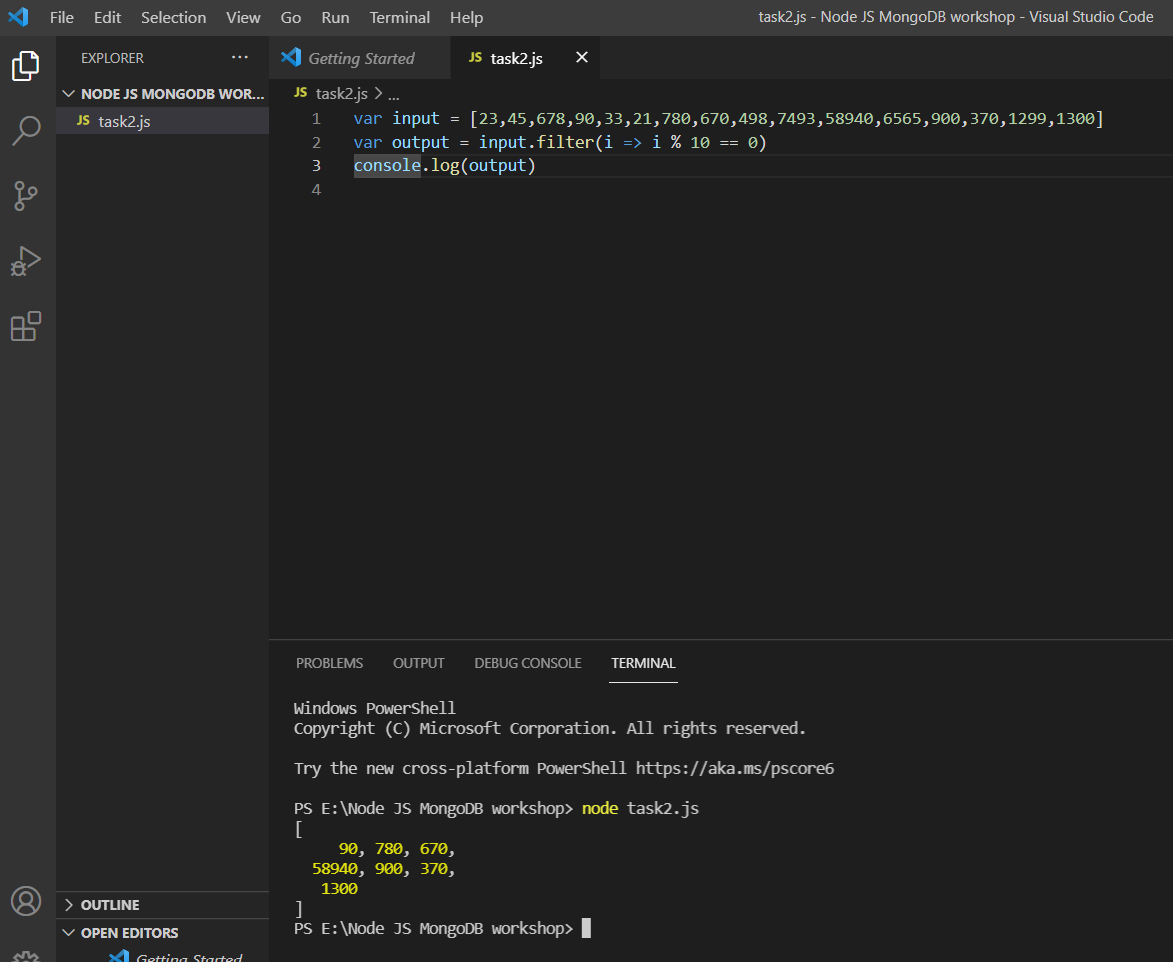 File Edit Selection View Go Run Terminal Help task2.js - Node JS MongoDB workshop - Visual Studio Code
EXPLORER ...
NODE JS MONGODB WOR...
JS task2.js
OUTLINE
OPEN EDITORS
Getting Started
Getting Started JS task2.js
JS task2.js > ...
1 var input = [23,45,678,90,33,21,780,670,498,7493,58940,6565,900,370,1299,1300]
2 var output = input.filter(i => i % 10 == 0)
3 console.log(output)
4
PROBLEMS OUTPUT DEBUG CONSOLE TERMINAL
Windows PowerShell
Copyright (C) Microsoft Corporation. All rights reserved.
Try the new cross-platform PowerShell https://aka.ms/pscore6
PS E:\Node JS MongoDB workshop> node task2.js
[
90, 780, 670,
58940, 900, 370,
1300
]
PS E:\Node JS MongoDB workshop>